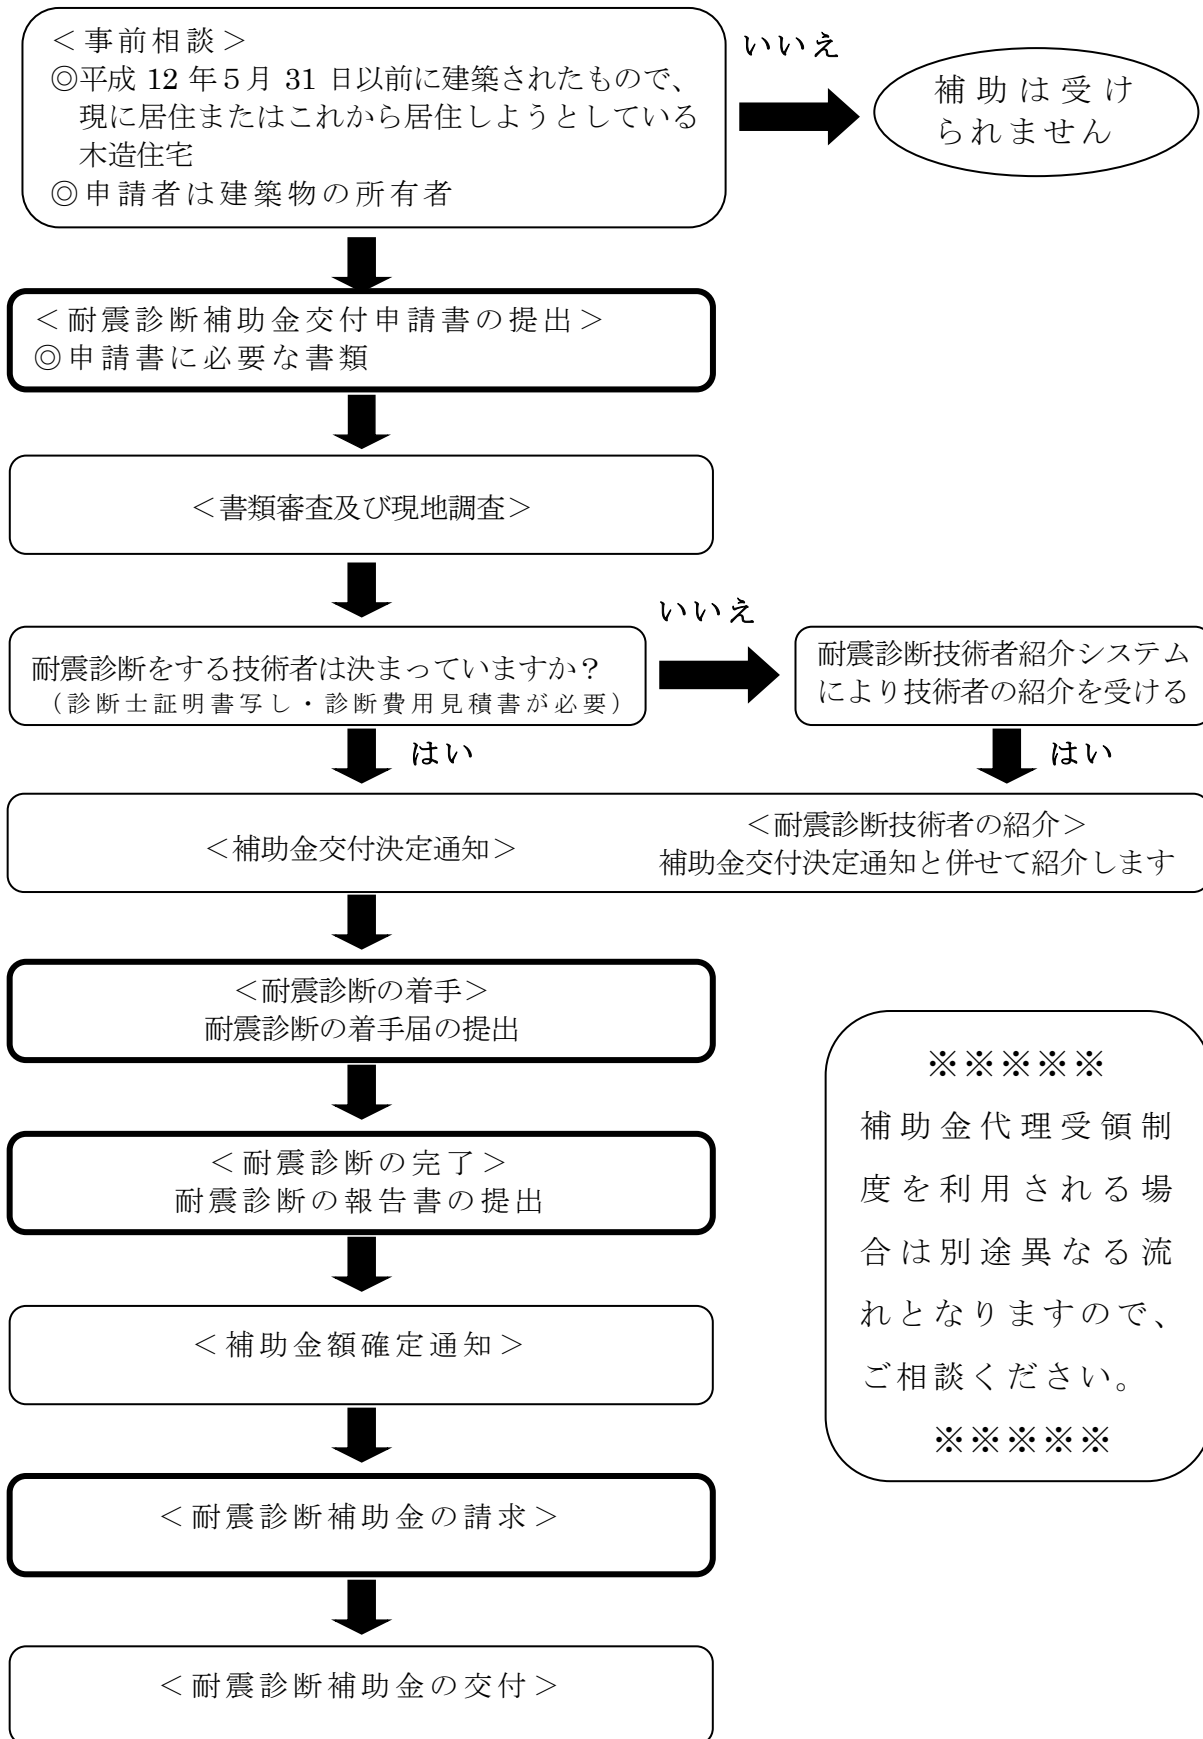 ＜事前相談＞
◎平成 12 年５月 31 日以前に建築されたもので、
現に居住またはこれから居住しようとしている
木造住宅
◎申請者は建築物の所有者
いいえ
補助は受け
られません
＜耐震診断補助金交付申請書の提出＞
◎申請書に必要な書類
＜書類審査及び現地調査＞
耐震診断をする技術者は決まっていますか？
（診断士証明書写し・診断費用見積書が必要）
いいえ
耐震診断技術者紹介システム
により技術者の紹介を受ける
はい
はい
＜補助金交付決定通知＞
＜耐震診断技術者の紹介＞
補助金交付決定通知と併せて紹介します
＜耐震診断の着手＞
耐震診断の着手届の提出
＜耐震診断の完了＞
耐震診断の報告書の提出
＜補助金額確定通知＞
＜耐震診断補助金の請求＞
＜耐震診断補助金の交付＞
※※※※※
補助金代理受領制
度を利用される場
合は別途異なる流
れとなりますので、
ご相談ください。
※※※※※